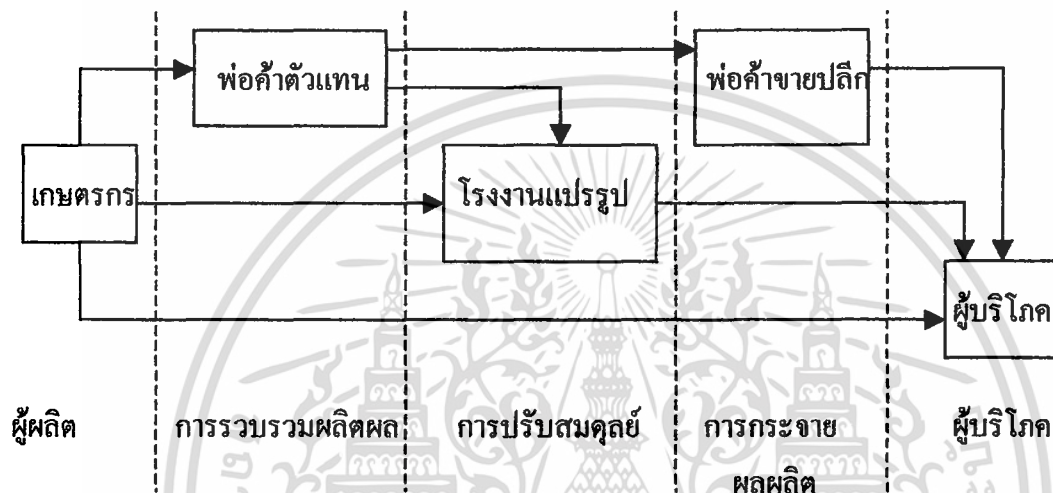 พ่อค้าตัวแทน
พ่อค้าขายปลีก
เกษตรกร
โรงงานแปรรูป
ผู้บริโภค
ผู้ผลิต
การรวบรวมผลิตผล
การปรับสมดุลย์
การกระจาย
ผลผลิต
ผู้บริโภค